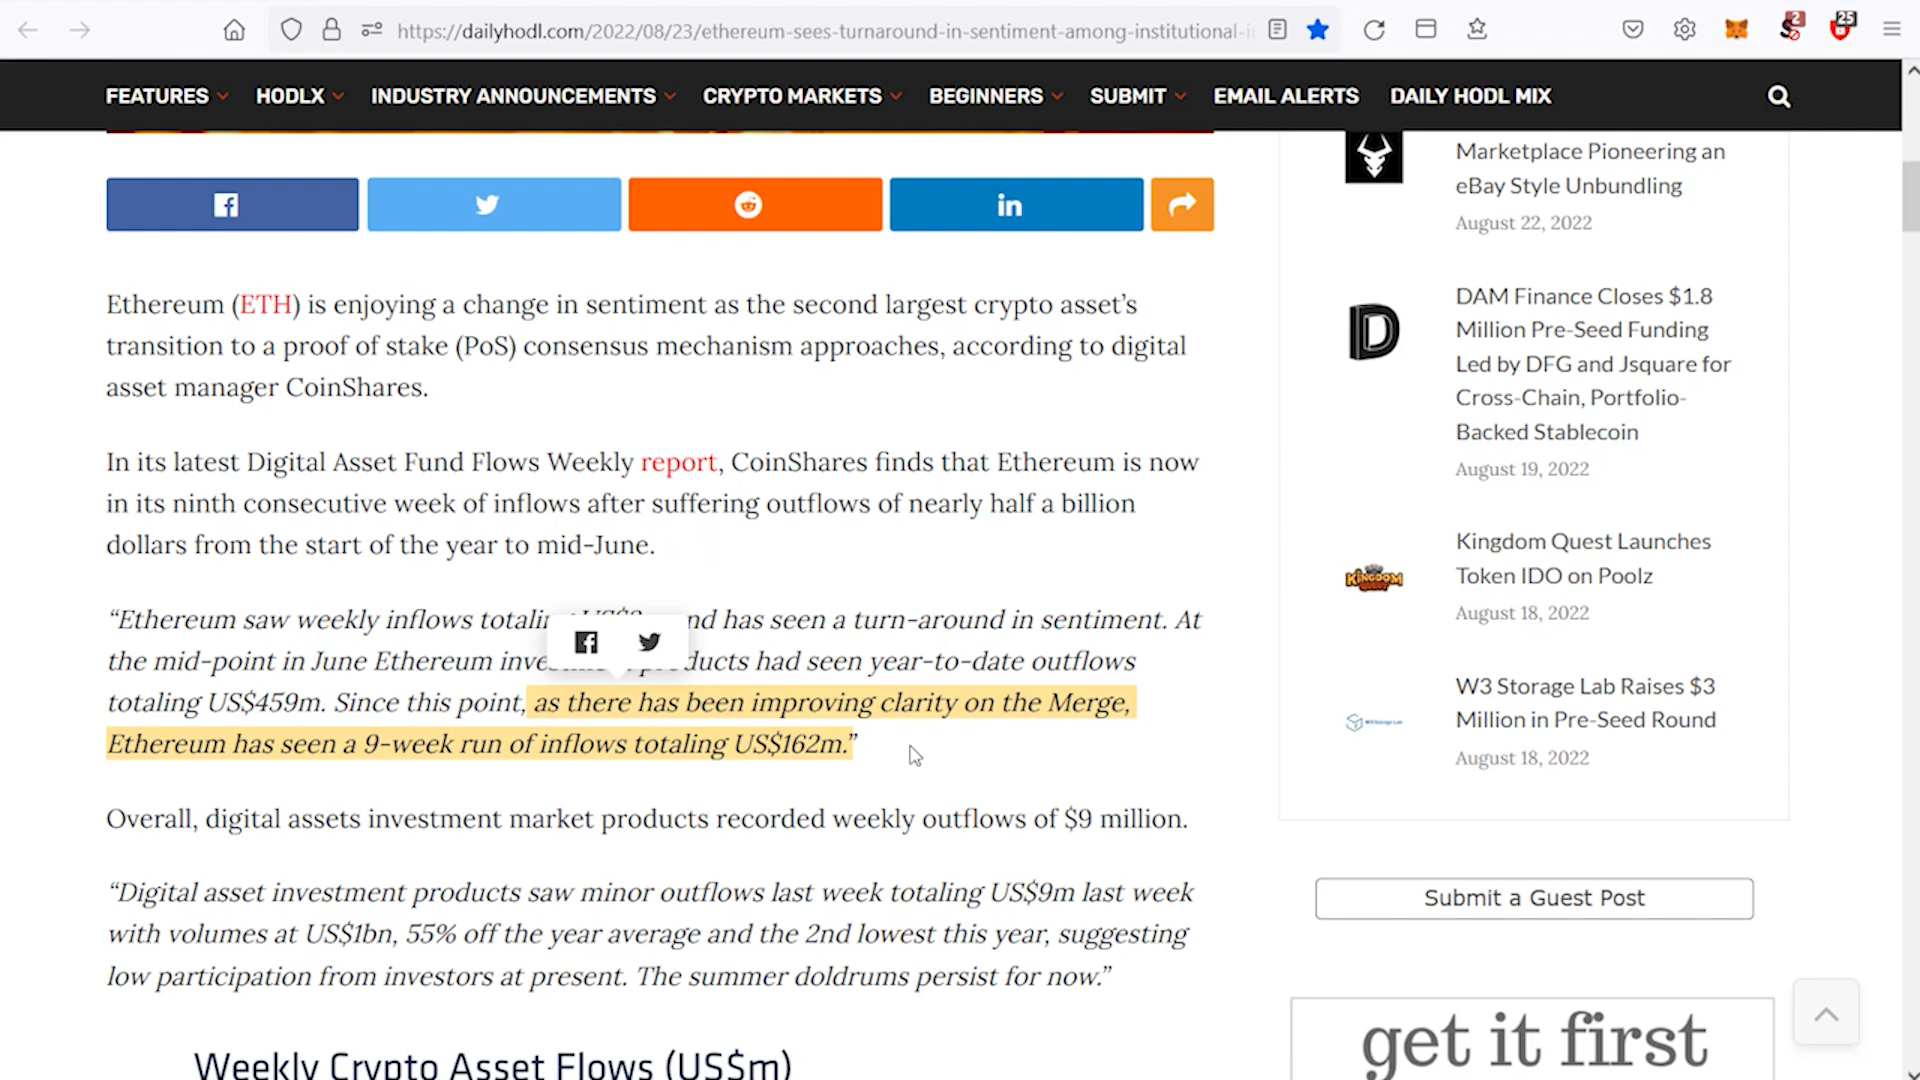 https://dailyhodl.com/2022/08/23/ethereum-sees-turnaround-in-sentiment-among-institutional-i
2
25
FEATURES HODLX INDUSTRY ANNOUNCEMENTS CRYPTO MARKETS BEGINNERS SUBMIT EMAIL ALERTS DAILY HODL MIX
Ethereum (ETH) is enjoying a change in sentiment as the second largest crypto asset’s
transition to a proof of stake (PoS) consensus mechanism approaches, according to digital
asset manager CoinShares.
In its latest Digital Asset Fund Flows Weekly report, CoinShares finds that Ethereum is now
in its ninth consecutive week of inflows after suffering outflows of nearly half a billion
dollars from the start of the year to mid-June.
“Ethereum saw weekly inflows has seen a turn-around in sentiment. At
the mid-point in June Ethereum had seen year-to-date outflows
totaling US$459m. Since this point, as there has been improving clarity on the Merge,
Ethereum has seen a 9-week run of inflows totaling US$162m.”
Overall, digital assets investment market products recorded weekly outflows of $9 million.
“Digital asset investment products saw minor outflows last week totaling US$9m last week
with volumes at US$1bn, 55% off the year average and the 2nd lowest this year, suggesting
low participation from investors at present. The summer doldrums persist for now.”
Weekly Crypto Asset Flows (US$m)
Marketplace Pioneering an
eBay Style Unbundling
August 22, 2022
DAM Finance Closes $1.8
Million Pre-Seed Funding
Led by DFG and Jsquare for
Cross-Chain, Portfolio-
Backed Stablecoin
August 19, 2022
KINGDOM
Kingdom Quest Launches
Token IDO on Poolz
August 18, 2022
W3 Storage Lab Raises $3
Million in Pre-Seed Round
August 18, 2022
Submit a Guest Post
get it first